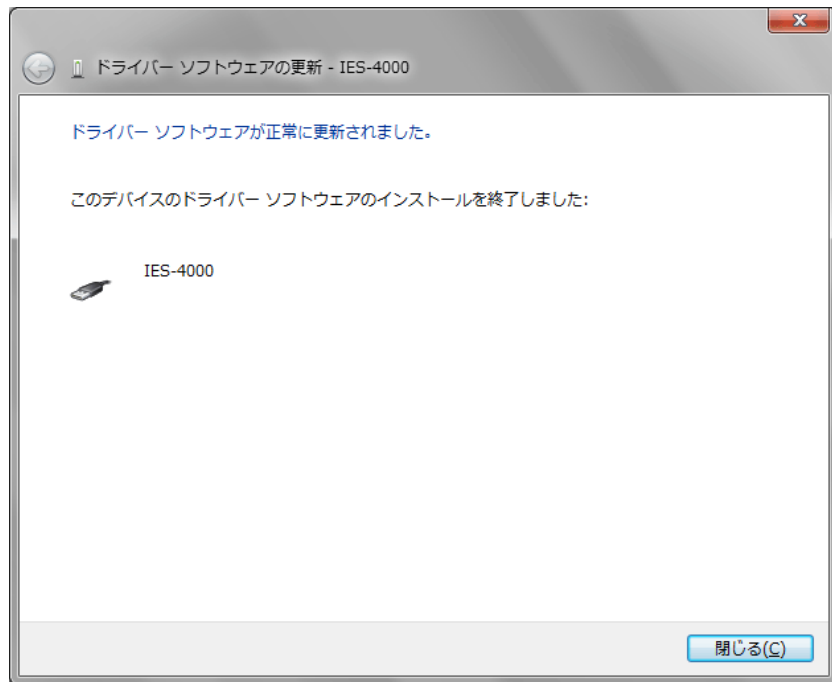 ドライバー ソフトウェアの更新 - IES-4000
ドライバー ソフトウェアが正常に更新されました。
このデバイスのドライバー ソフトウェアのインストールを終了しました:
IES-4000
閉じる(C)